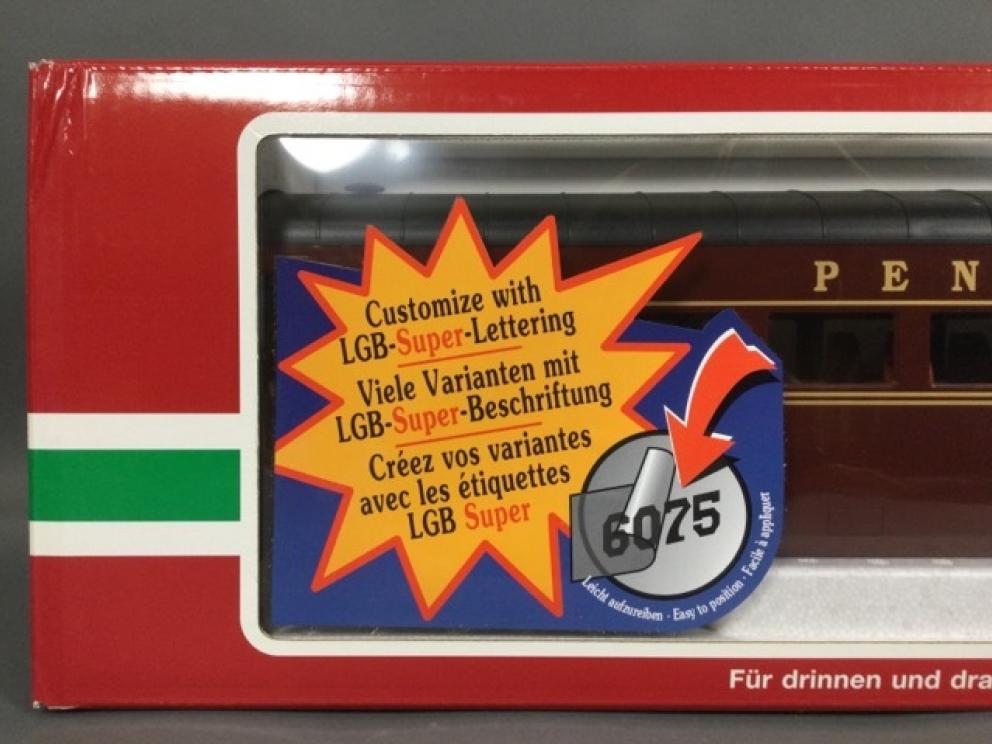 PEN
Customize with
LGB-Super-Lettering
Viele Varianten mit
LGB-Super-Beschriftung
Créez vos variantes
avec les étiquettes
LGB Super
6075
Leicht aufzureiben · Easy to position · Facile à appliquer
Für drinnen und dra